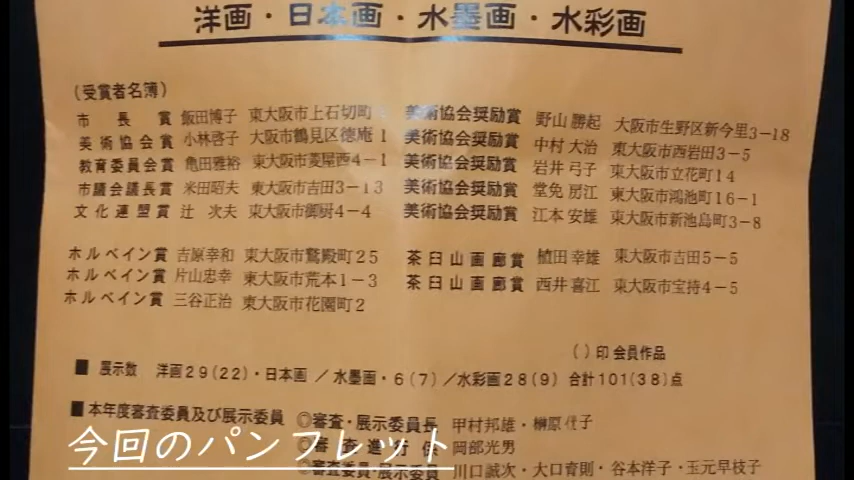 洋画・日本画・水墨画・水彩画
(受賞者名簿)
市長賞 飯田博子 東大阪市上石切町
美術協会賞 小林啓子 大阪市鶴見区徳庵1
教育委員会賞 亀田雅裕 東大阪市菱屋西4-1
市議会議長賞 米田昭夫 東大阪市吉田3-13
文化連盟賞 辻 次夫 東大阪市御厨4-4
美術協会奨励賞 野山勝起 大阪市生野区新今里3-18
美術協会奨励賞 中村大治 東大阪市西岩田3-5
美術協会奨励賞 岩井弓子 東大阪市立花町14
美術協会奨励賞 堂免房江 東大阪市鴻池町16-1
美術協会奨励賞 江本安雄 東大阪市新池島町3-8
ホルベイン賞 吉原幸和 東大阪市鷲殿町25
ホルベイン賞 片山忠幸 東大阪市荒本1-3
ホルベイン賞 三谷正治 東大阪市花園町2
茶臼山画廊賞 植田幸雄 東大阪市吉田5-5
茶臼山画廊賞 西井喜江 東大阪市宝持4-5
( )印会員作品
■ 展示数 洋画29(22)・日本画 /水墨画・6(7)/水彩画28(9) 合計101(38)点
■本年度審査委員及び展示委員 ◎審査・展示委員長 甲村邦雄・榊原 子
◎審査進行係 岡部光男
◎審査委員・展示委員 川口誠次・大口育則・谷本洋子・玉元早枝子
今回のパンフレット